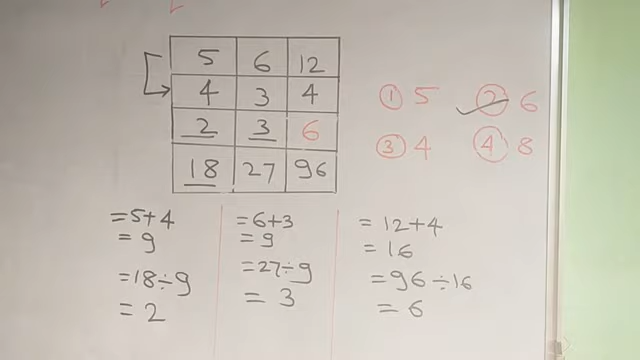 5 6 12
4 3 4
2 3 6
18 27 96
① 5 ② 6
③ 4 ④ 8
=5+4
=9
=18÷9
=2
=6+3
=9
=27÷9
=3
=12+4
=16
=96÷16
=6